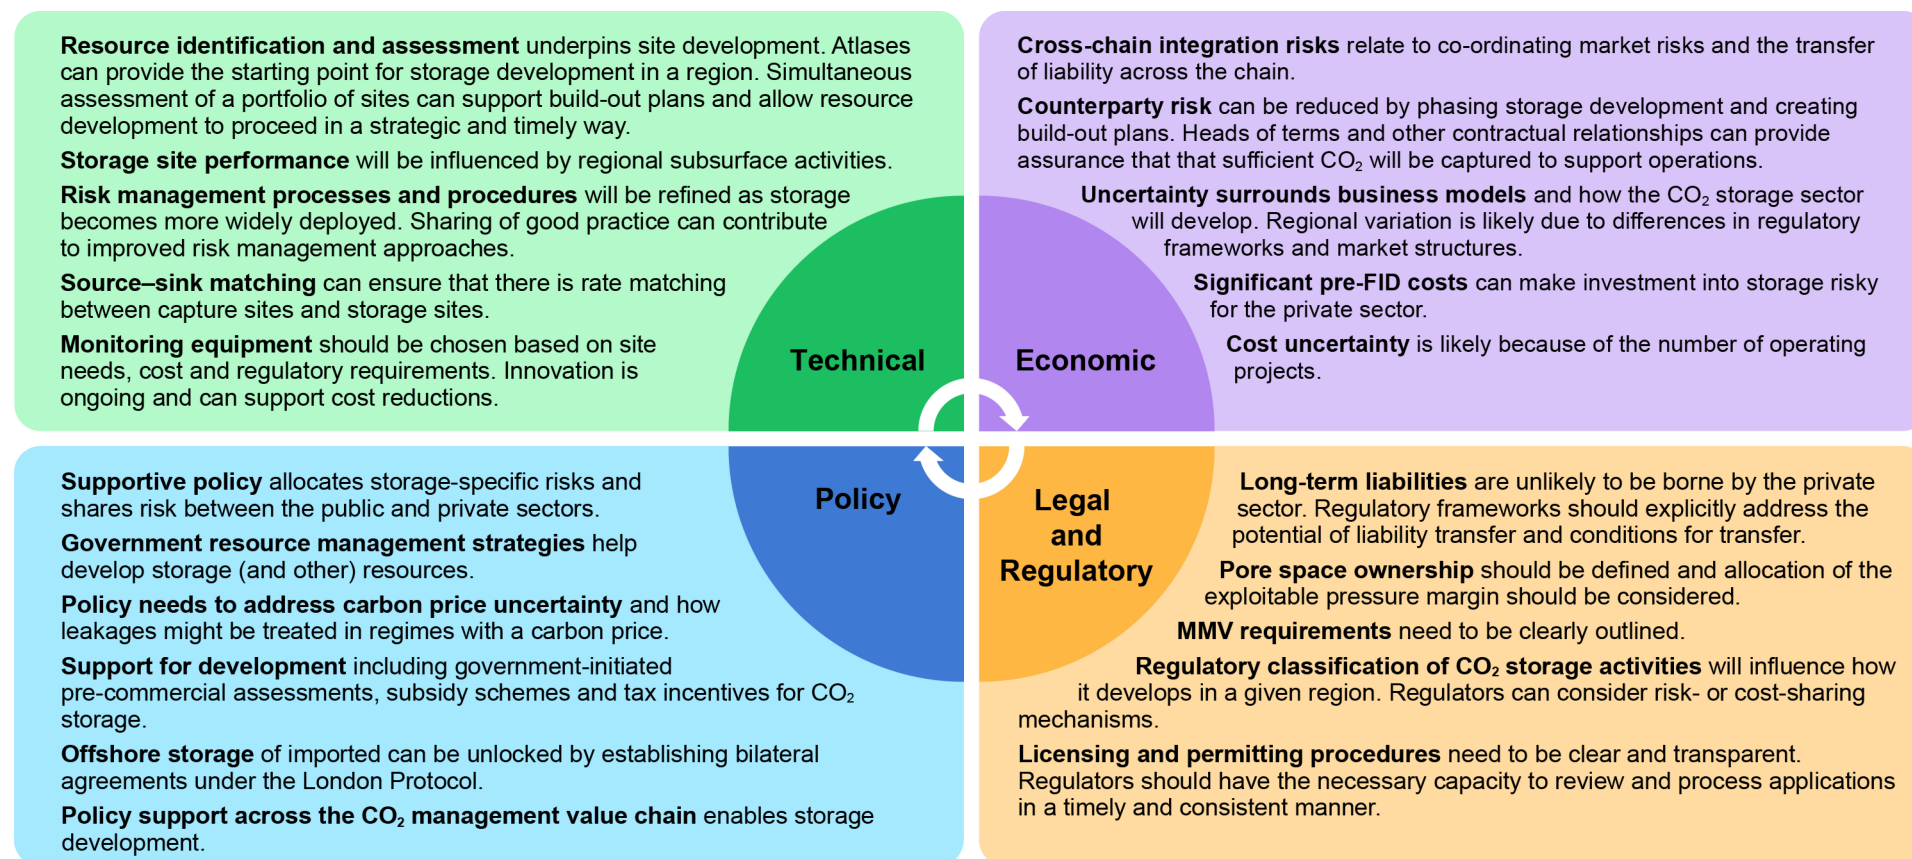 Resource identification and assessment underpins site development. Atlases
can provide the starting point for storage development in a region. Simultaneous
assessment of a portfolio of sites can support build-out plans and allow resource
development to proceed in a strategic and timely way.
Storage site performance will be influenced by regional subsurface activities.
Risk management processes and procedures will be refined as storage
becomes more widely deployed. Sharing of good practice can contribute
to improved risk management approaches.
Source–sink matching can ensure that there is rate matching
between capture sites and storage sites.
Monitoring equipment should be chosen based on site
needs, cost and regulatory requirements. Innovation is
ongoing and can support cost reductions.
Technical
Cross-chain integration risks relate to co-ordinating market risks and the transfer
of liability across the chain.
Counterparty risk can be reduced by phasing storage development and creating
build-out plans. Heads of terms and other contractual relationships can provide
assurance that that sufficient CO₂ will be captured to support operations.
Uncertainty surrounds business models and how the CO₂ storage sector
will develop. Regional variation is likely due to differences in regulatory
frameworks and market structures.
Significant pre-FID costs can make investment into storage risky
for the private sector.
Cost uncertainty is likely because of the number of operating
projects.
Economic
Supportive policy allocates storage-specific risks and
shares risk between the public and private sectors.
Government resource management strategies help
develop storage (and other) resources.
Policy needs to address carbon price uncertainty and how
leakages might be treated in regimes with a carbon price.
Support for development including government-initiated
pre-commercial assessments, subsidy schemes and tax incentives for CO₂
storage.
Offshore storage of imported can be unlocked by establishing bilateral
agreements under the London Protocol.
Policy support across the CO₂ management value chain enables storage
development.
Policy
Legal
and
Regulatory
Long-term liabilities are unlikely to be borne by the private
sector. Regulatory frameworks should explicitly address the
potential of liability transfer and conditions for transfer.
Pore space ownership should be defined and allocation of the
exploitable pressure margin should be considered.
MMV requirements need to be clearly outlined.
Regulatory classification of CO₂ storage activities will influence how
it develops in a given region. Regulators can consider risk- or cost-sharing
mechanisms.
Licensing and permitting procedures need to be clear and transparent.
Regulators should have the necessary capacity to review and process applications
in a timely and consistent manner.